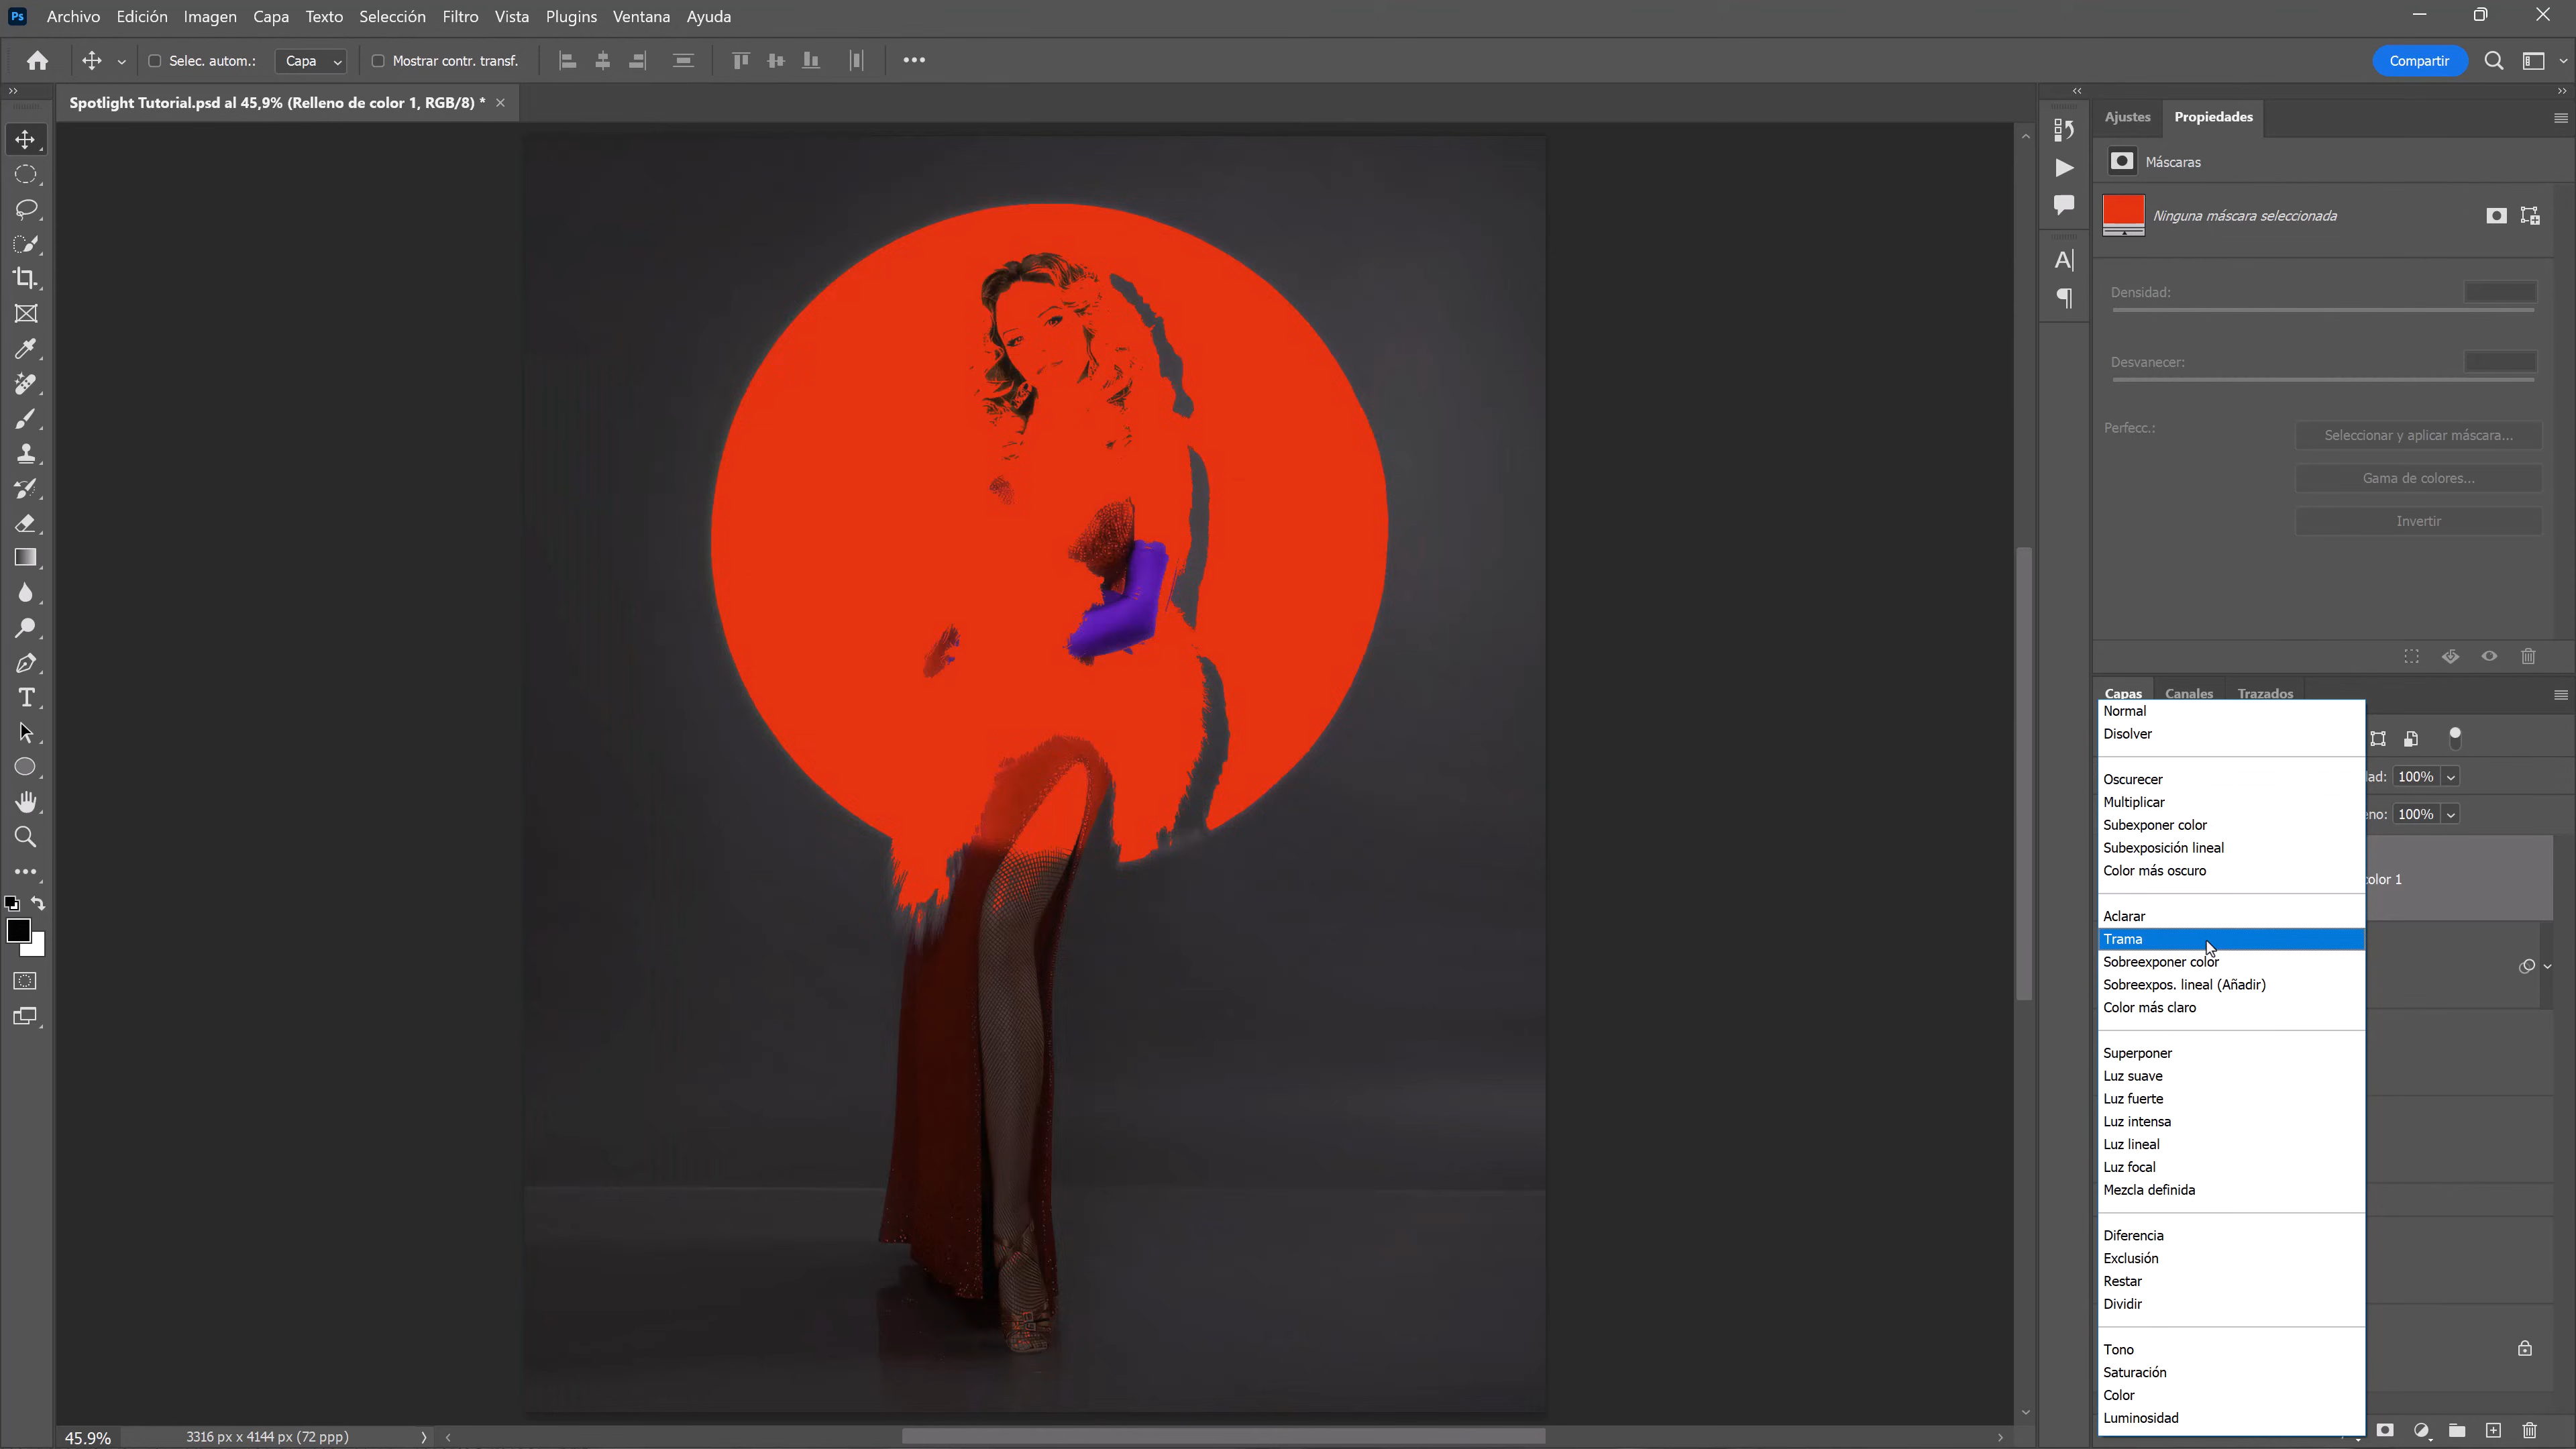 Ps Archivo Edición Imagen Capa Texto Selección Filtro Vista Plugins Ventana Ayuda
Selec. autom.: Capa Mostrar contr. transf. Compartir
Spotlight Tutorial.psd al 45,9% (Relleno de color 1, RGB/8) *
Ajustes Propiedades
Máscaras
Ninguna máscara seleccionada
Densidad:
Desvanecer:
Perfecc.:
Seleccionar y aplicar máscara...
Gama de colores...
Invertir
Capas Canales Trazados
Normal
Disolver
Oscurecer
Multiplicar
Subexponer color
Subexposición lineal
Color más oscuro
Aclarar
Trama
Sobreexponer color
Sobreexpos. lineal (Añadir)
Color más claro
Superponer
Luz suave
Luz fuerte
Luz intensa
Luz lineal
Luz focal
Mezcla definida
Diferencia
Exclusión
Restar
Dividir
Tono
Saturación
Color
Luminosidad
dad: 100%
eno: 100%
color 1
45.9% 3316 px x 4144 px (72 ppp)